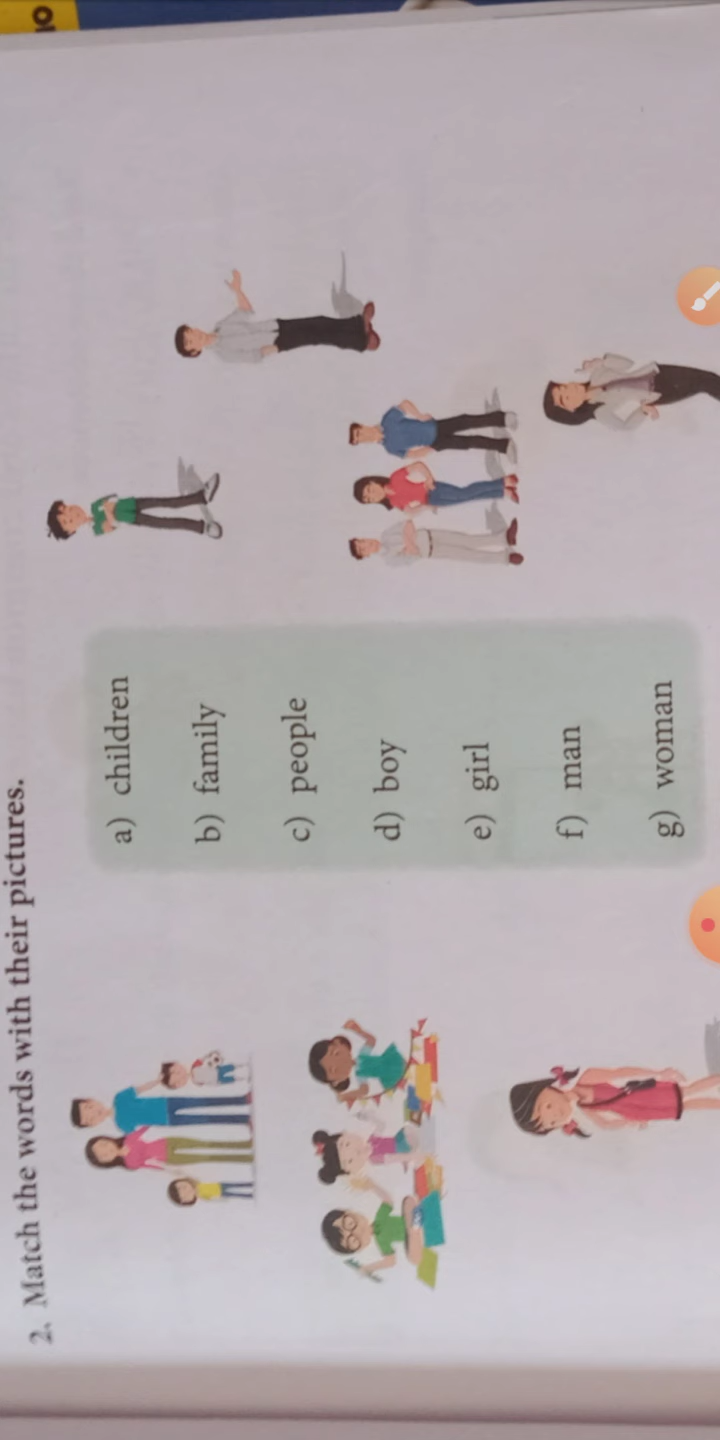 2. Match the words with their pictures.
a) children
b) family
c) people
d) boy
e) girl
f) man
g) woman